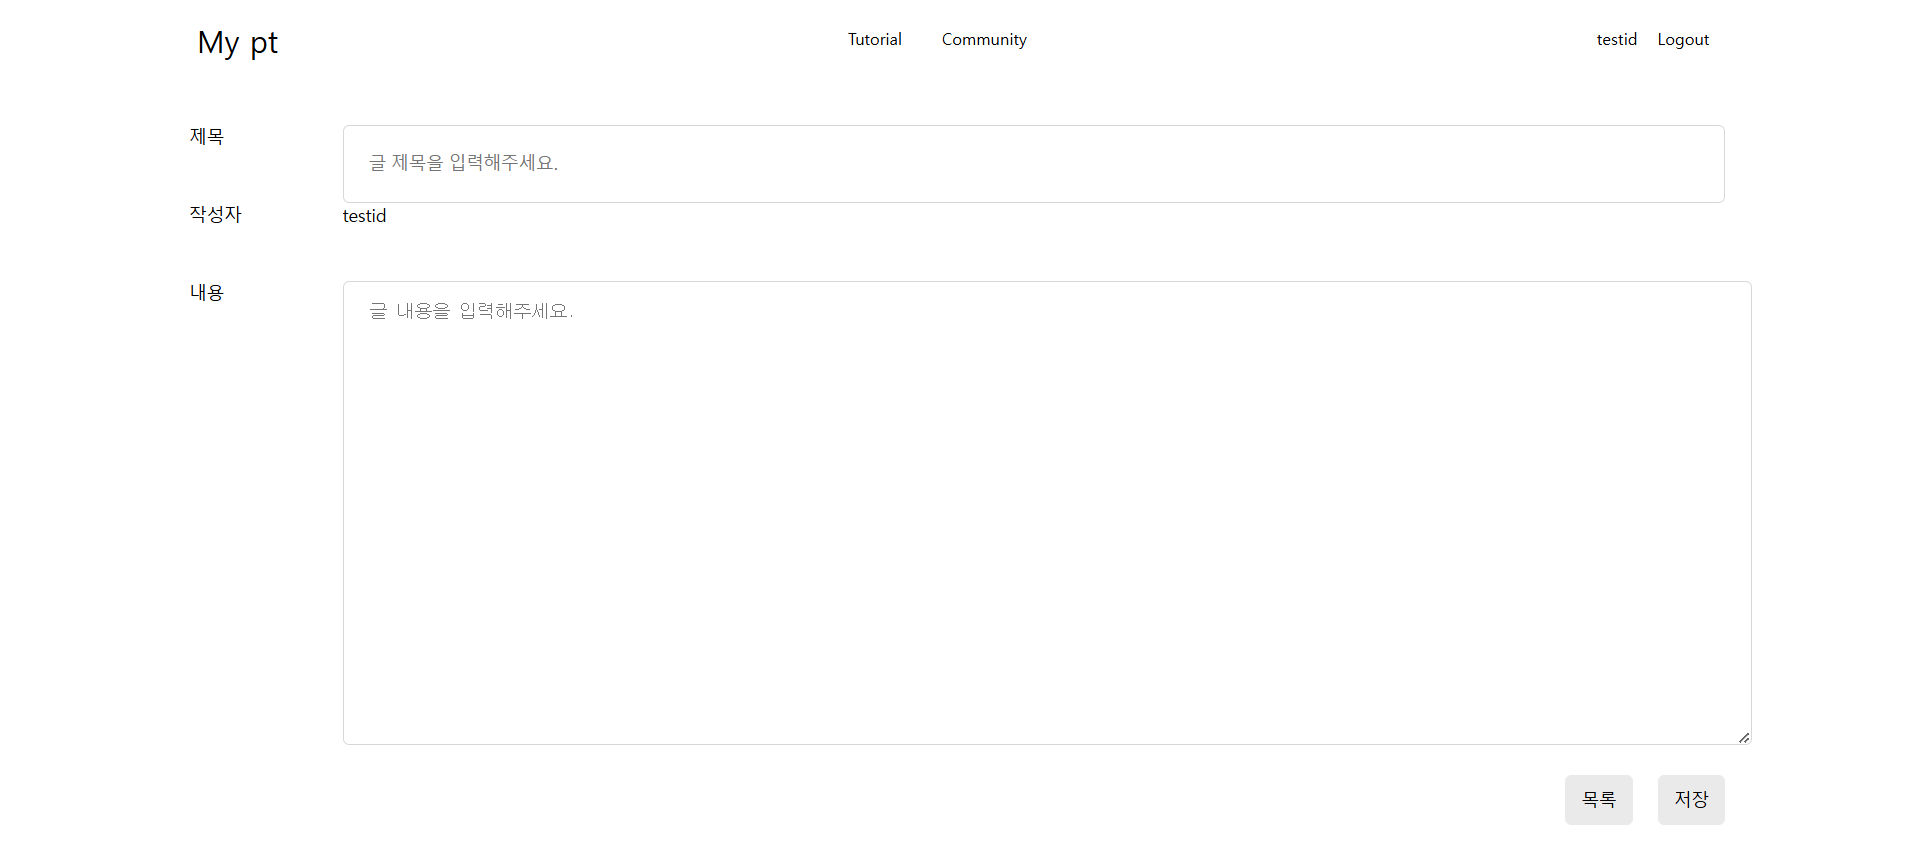 My pt
Tutorial Community
testid Logout
제목
글 제목을 입력해주세요.
작성자
testid
내용
글 내용을 입력해주세요.
목록 저장